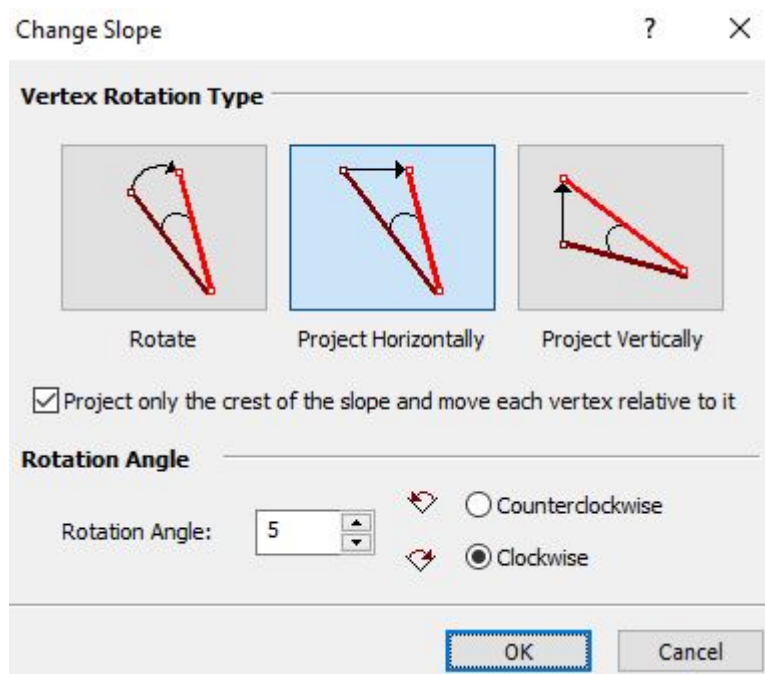 Change Slope ?
Vertex Rotation Type
Rotate Project Horizontally Project Vertically
Project only the crest of the slope and move each vertex relative to it
Rotation Angle
Counterclockwise
Rotation Angle: 5
Clockwise
OK Cancel